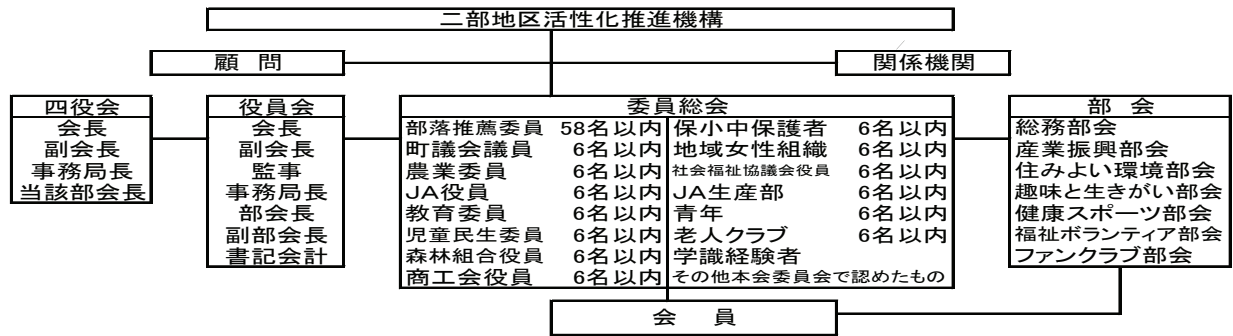 二部地区活性化推進機構
顧 問
関係機関
四役会
会長
副会長
事務局長
当該部会長
役員会
会長
副会長
監事
事務局長
部会長
副部会長
書記会計
委員総会
部落推薦委員 58名以内
町議会議員 6名以内
農業委員 6名以内
JA役員 6名以内
教育委員 6名以内
児童民生委員 6名以内
森林組合役員 6名以内
商工会役員 6名以内
保小中保護者 6名以内
地域女性組織 6名以内
社会福祉協議会役員 6名以内
JA生産部 6名以内
青年 6名以内
老人クラブ 6名以内
学識経験者
その他本会委員会で認めたもの
部 会
総務部会
産業振興部会
住みよい環境部会
趣味と生きがい部会
健康スポーツ部会
福祉ボランティア部会
ファンクラブ部会
会 員